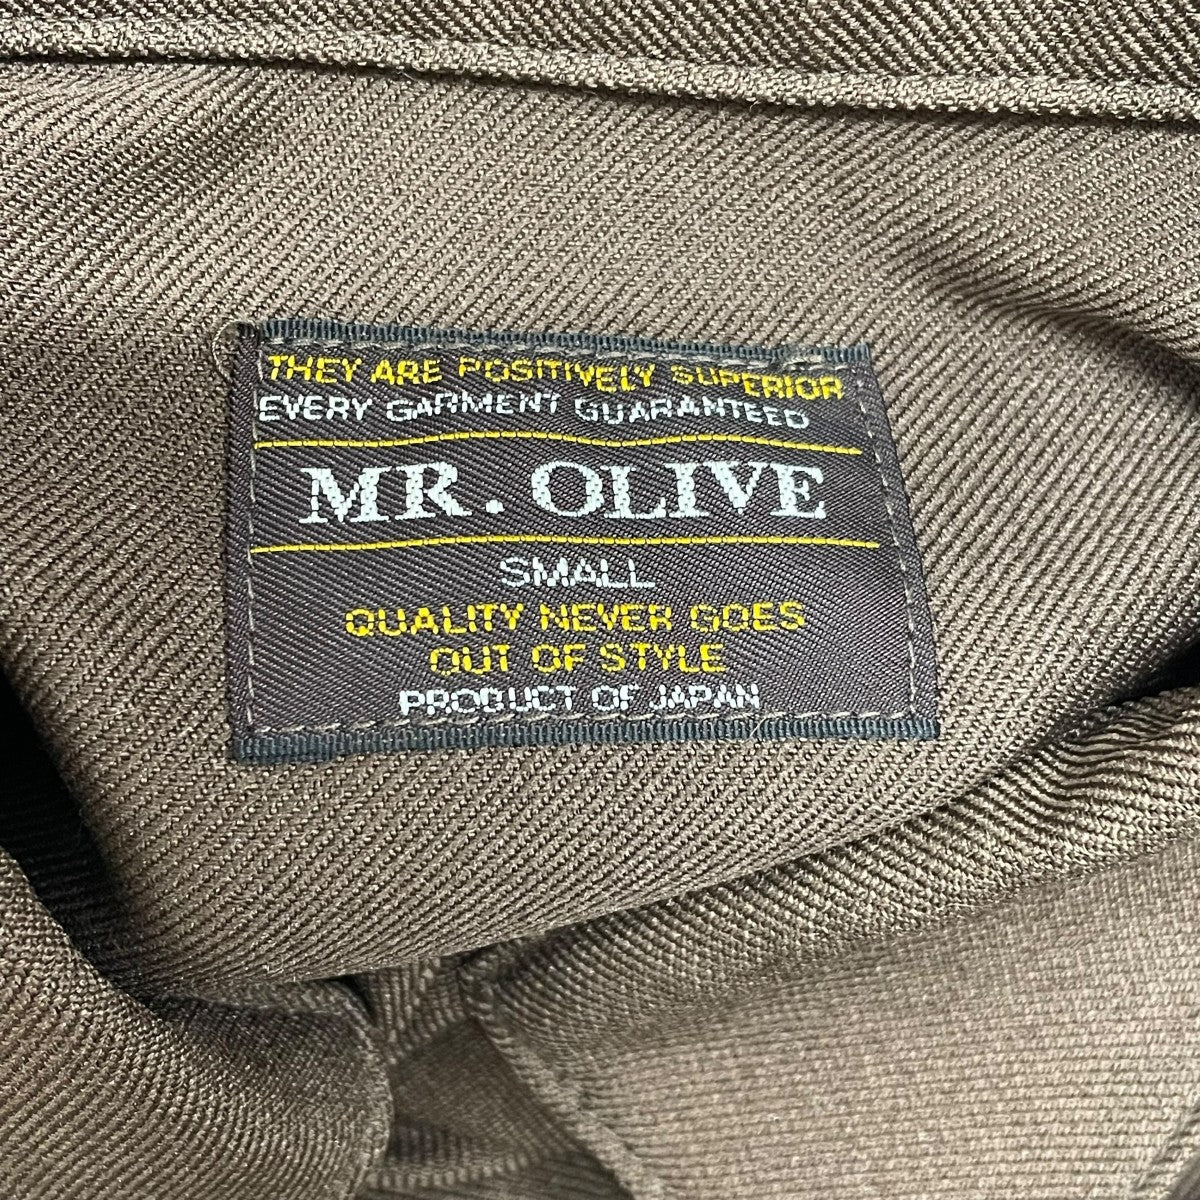 THEY ARE POSITIVELY SUPERIOR
EVERY GARMENT GUARANTEED
MR. OLIVE
SMALL
QUALITY NEVER GOES
OUT OF STYLE
PRODUCT OF JAPAN